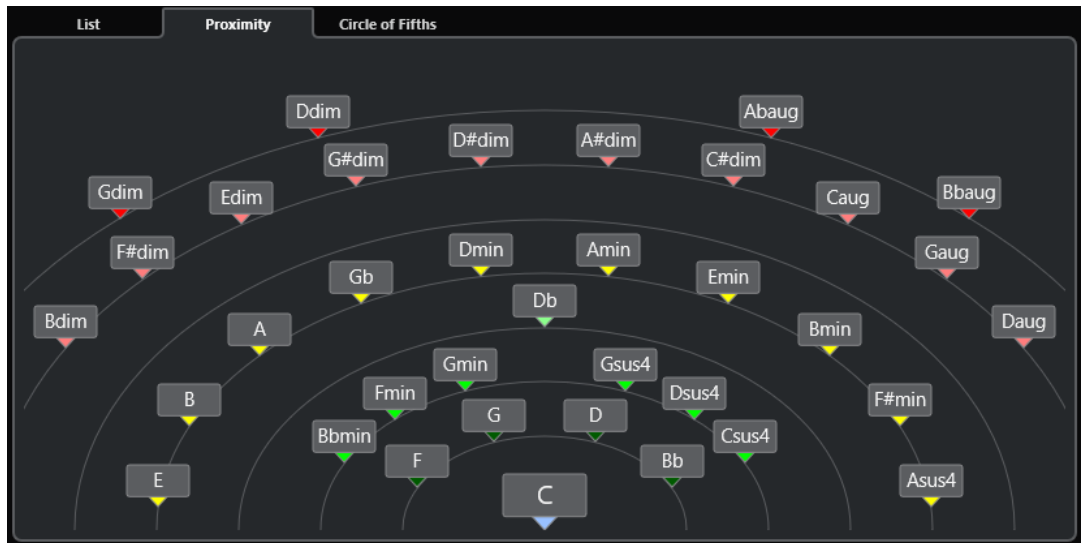 List Proximity Circle of Fifths
Ddim Abaug
D#dim A#dim
G#dim C#dim
Gdim Edim Caug Bbaug
F#dim Dmin Amin Gaug
Gb Emin
Bdim A Db Bmin Daug
Gmin Gsus4
B Fmin Dsus4 F#min
G D
Bbmin Csus4
F Bb
E C Asus4